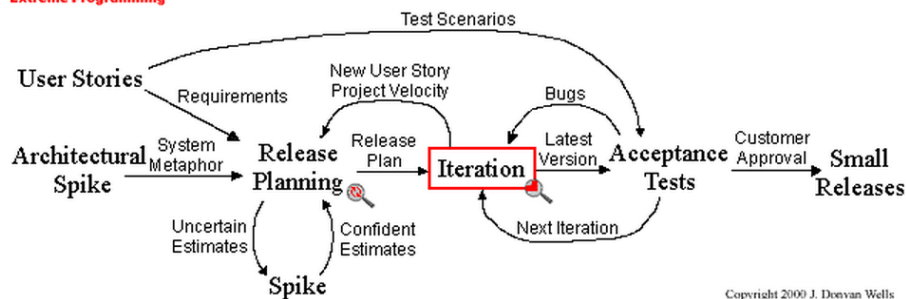 Extreme Programming
Test Scenarios
User Stories
Requirements
New User Story
Project Velocity
Bugs
Architectural
Spike
System
Metaphor
Release
Planning
Release
Plan
Iteration
Latest
Version
Acceptance
Tests
Customer
Approval
Small
Releases
Uncertain
Estimates
Confident
Estimates
Next Iteration
Spike
Copyright 2000 J. Donvan Wells